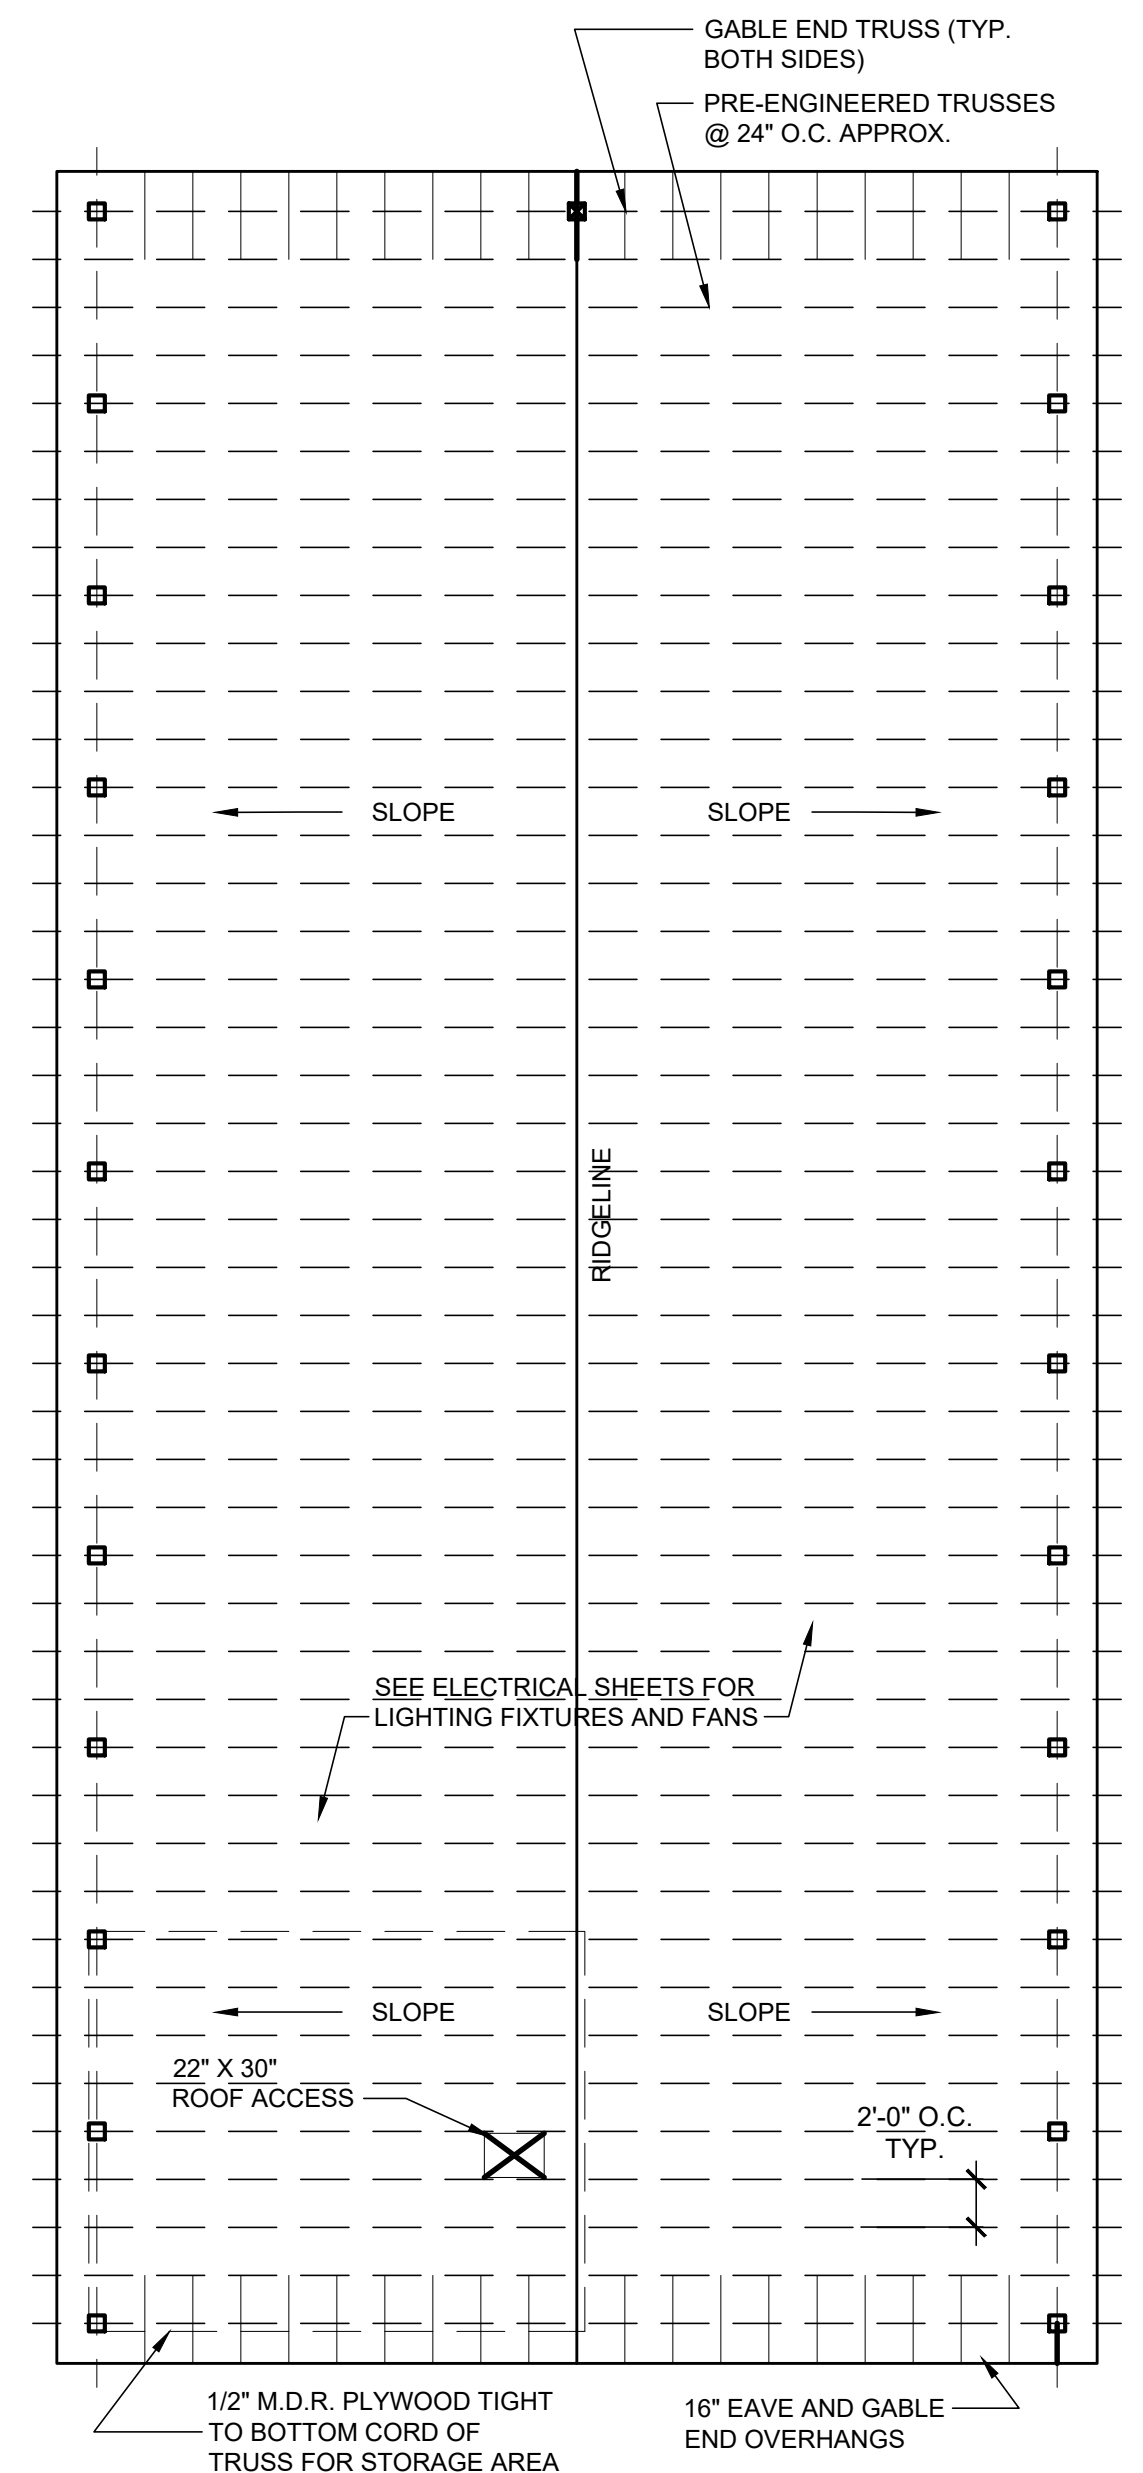 GABLE END TRUSS (TYP.
BOTH SIDES)
PRE-ENGINEERED TRUSSES
@ 24" O.C. APPROX.
SLOPE
SLOPE
RIDGELINE
SEE ELECTRICAL SHEETS FOR
LIGHTING FIXTURES AND FANS
SLOPE
SLOPE
22" X 30"
ROOF ACCESS
2'-0" O.C.
TYP.
1/2" M.D.R. PLYWOOD TIGHT
TO BOTTOM CORD OF
TRUSS FOR STORAGE AREA
16" EAVE AND GABLE
END OVERHANGS